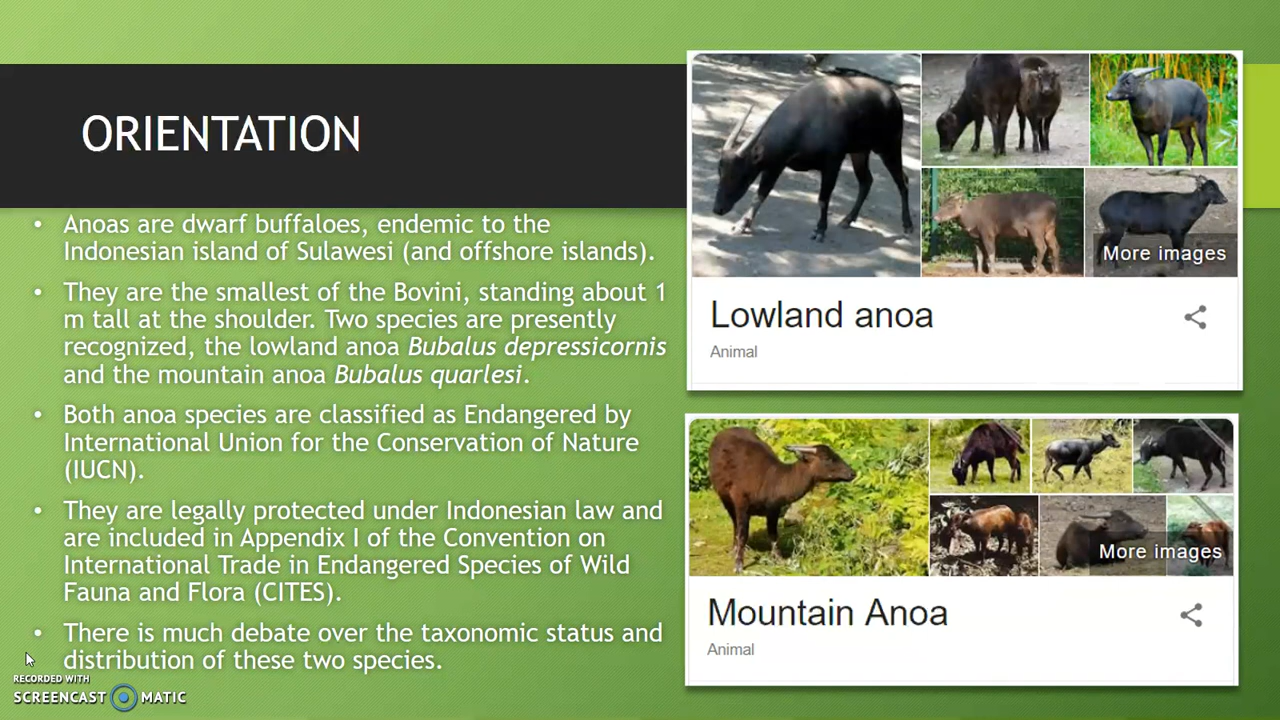 ORIENTATION
• Anoas are dwarf buffaloes, endemic to the
Indonesian island of Sulawesi (and offshore islands).
• They are the smallest of the Bovini, standing about 1
m tall at the shoulder. Two species are presently
recognized, the lowland anoa Bubalus depressicornis
and the mountain anoa Bubalus quarlesi.
• Both anoa species are classified as Endangered by
International Union for the Conservation of Nature
(IUCN).
• They are legally protected under Indonesian law and
are included in Appendix I of the Convention on
International Trade in Endangered Species of Wild
Fauna and Flora (CITES).
• There is much debate over the taxonomic status and
distribution of these two species.
More images
Lowland anoa
Animal
More images
Mountain Anoa
Animal
RECORDED WITH
SCREENCAST MATIC